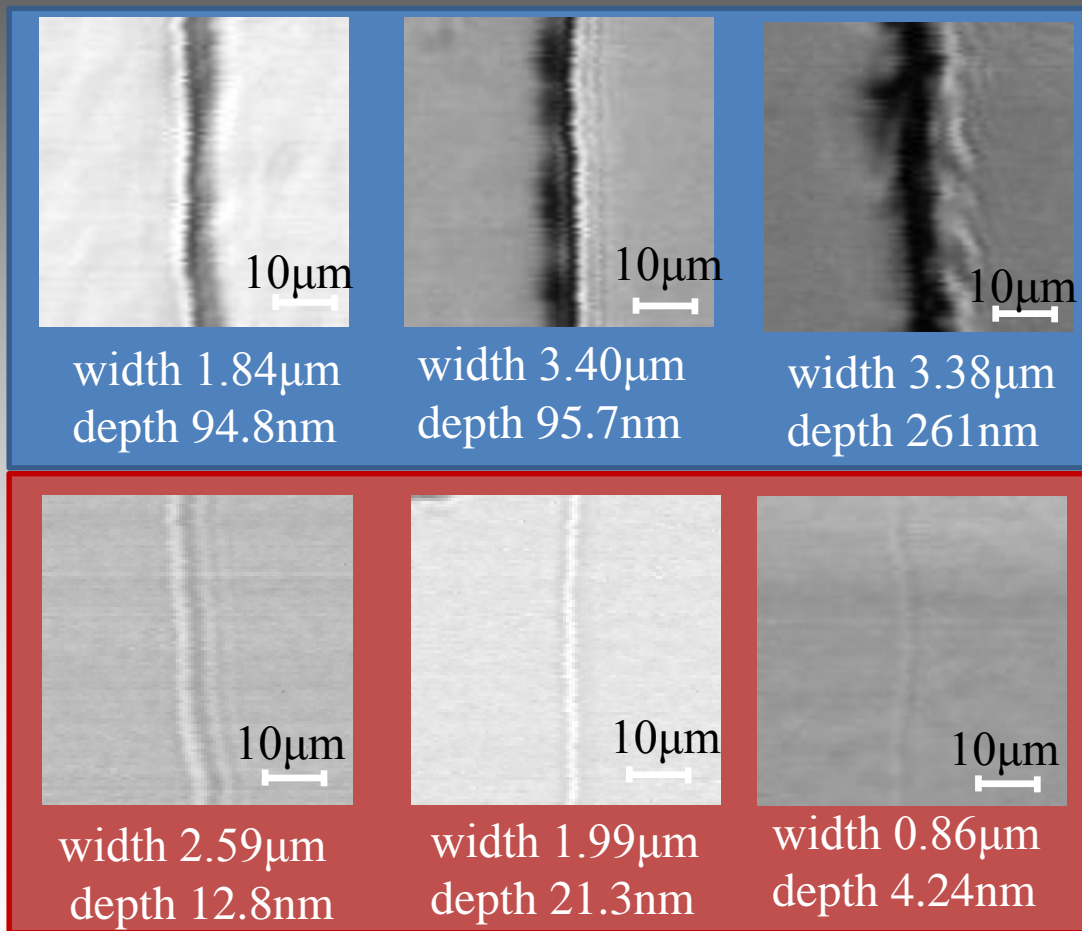 10μm
10μm
10μm
width 1.84μm
depth 94.8nm
width 3.40μm
depth 95.7nm
width 3.38μm
depth 261nm
10μm
10μm
10μm
width 2.59μm
depth 12.8nm
width 1.99μm
depth 21.3nm
width 0.86μm
depth 4.24nm